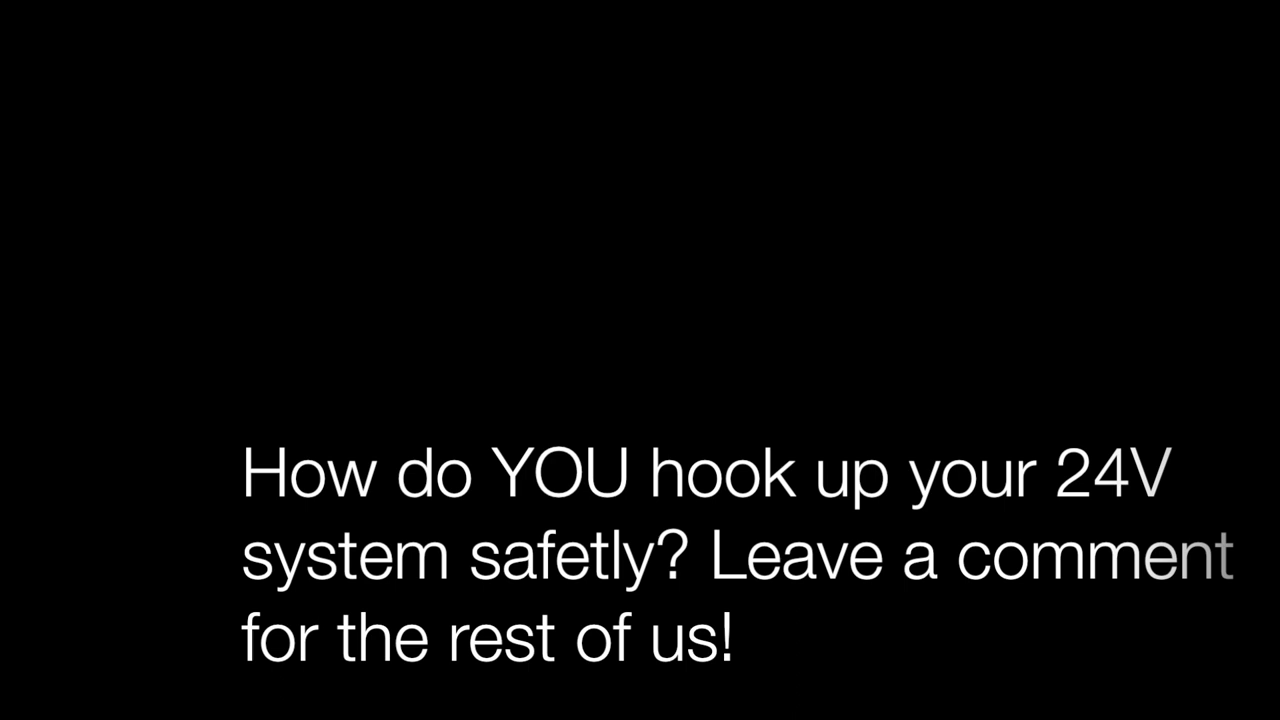 How do YOU hook up your 24V
system safetly? Leave a comment
for the rest of us!